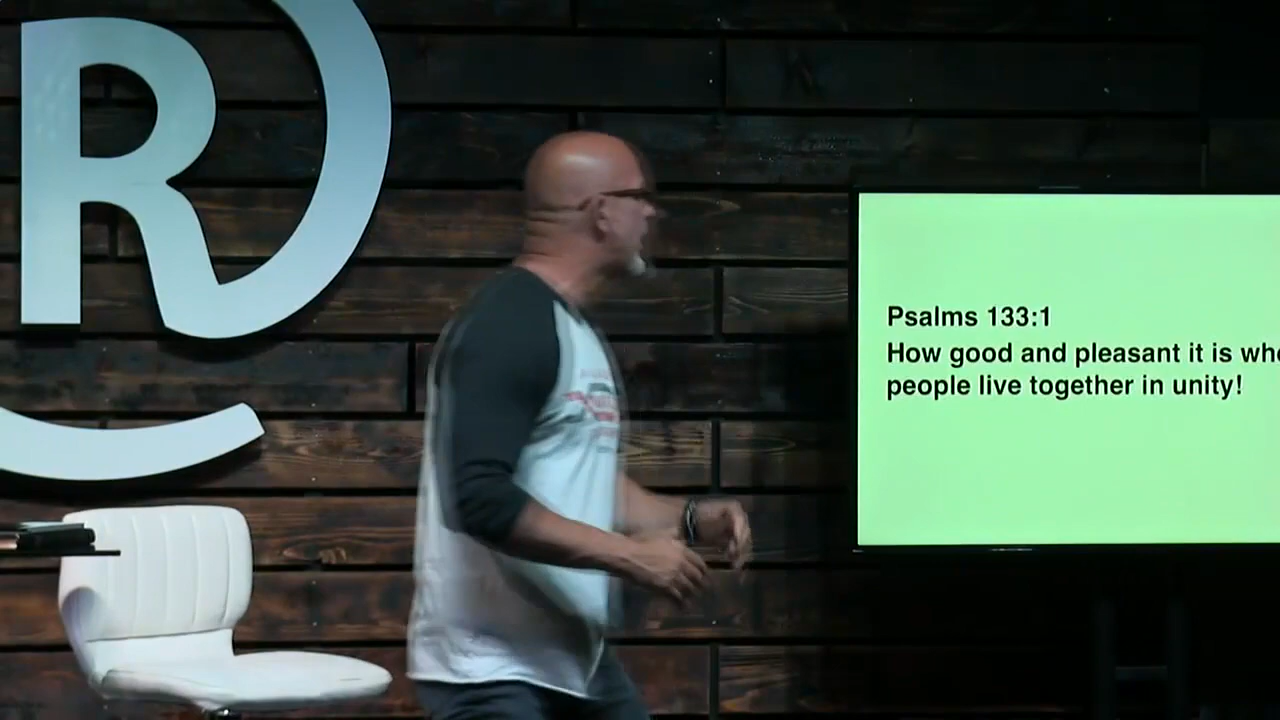 R
Psalms 133:1
How good and pleasant it is whe
people live together in unity!